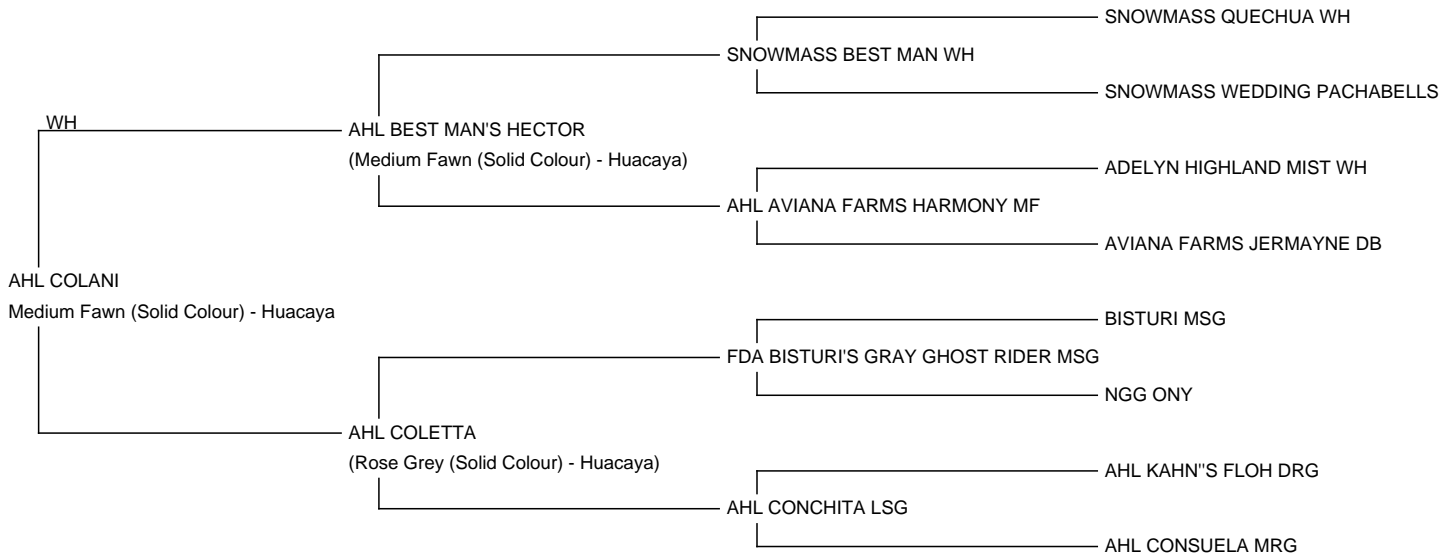 SNOWMASS QUECHUA WH
SNOWMASS BEST MAN WH
SNOWMASS WEDDING PACHABELLS
WH
AHL BEST MAN'S HECTOR
(Medium Fawn (Solid Colour) - Huacaya)
ADELYN HIGHLAND MIST WH
AHL AVIANA FARMS HARMONY MF
AVIANA FARMS JERMAYNE DB
AHL COLANI
Medium Fawn (Solid Colour) - Huacaya
BISTURI MSG
FDA BISTURI'S GRAY GHOST RIDER MSG
NGG ONY
AHL COLETTA
(Rose Grey (Solid Colour) - Huacaya)
AHL KAHN"S FLOH DRG
AHL CONCHITA LSG
AHL CONSUELA MRG